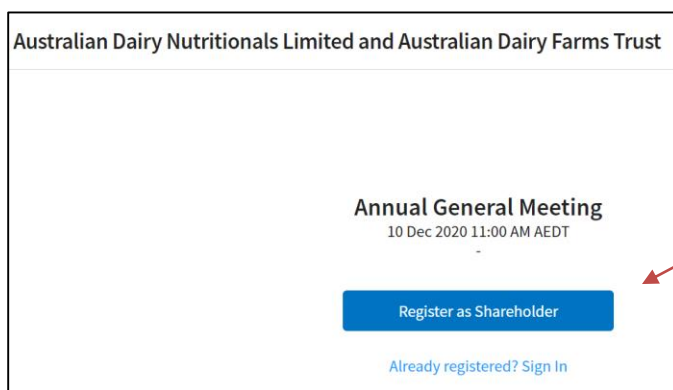 Australian Dairy Nutritionals Limited and Australian Dairy Farms Trust
Annual General Meeting
10 Dec 2020 11:00 AM AEDT
-
Register as Shareholder
Already registered? Sign In